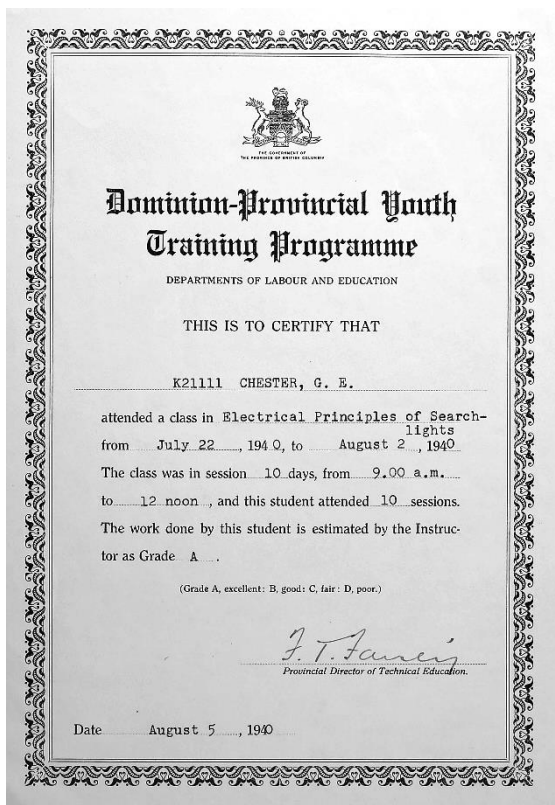 THE GOVERNMENT OF
THE PROVINCE OF BRITISH COLUMBIA
Dominion-Provincial Youth
Training Programme
DEPARTMENTS OF LABOUR AND EDUCATION
THIS IS TO CERTIFY THAT
K21111 CHESTER, G. E.
attended a class in Electrical Principles of Search-
lights
from July 22, 1940, to August 2, 1940
The class was in session 10 days, from 9.00 a.m.
to 12 noon, and this student attended 10 sessions.
The work done by this student is estimated by the Instruc-
tor as Grade A.
(Grade A, excellent: B, good: C, fair: D, poor.)
F. T.
Provincial Director of Technical Education.
Date August 5, 1940